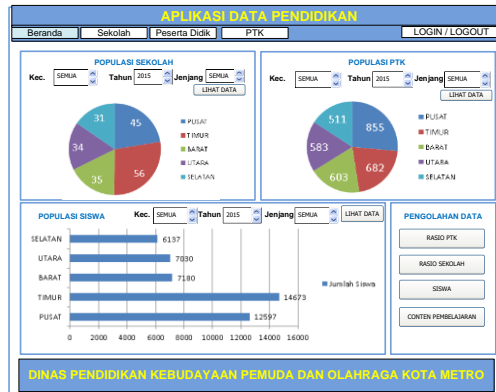 APLIKASI DATA PENDIDIKAN
Beranda Sekolah Peserta Didik PTK LOGIN / LOGOUT
POPULASI SEKOLAH
Kec. SEMUA Tahun 2015 Jenjang SEMUA
LIHAT DATA
31 45
34
35 56
PUSAT
TIMUR
BARAT
UTARA
SELATAN
POPULASI PTK
Kec. SEMUA Tahun 2015 Jenjang SEMUA
LIHAT DATA
511 855
583
603 682
PUSAT
TIMUR
BARAT
UTARA
SELATAN
POPULASI SISWA Kec. SEMUA Tahun 2015 Jenjang SEMUA LIHAT DATA
SELATAN 6137
UTARA 7030
BARAT 7180
TIMUR 14673
PUSAT 12597
0 2000 4000 6000 8000 10000 12000 14000 16000
Jumlah Siswa
PENGOLAHAN DATA
RASIO PTK
RASIO SEKOLAH
SISWA
CONTEN PEMBELAJARAN
DINAS PENDIDIKAN KEBUDAYAAN PEMUDA DAN OLAHRAGA KOTA METRO